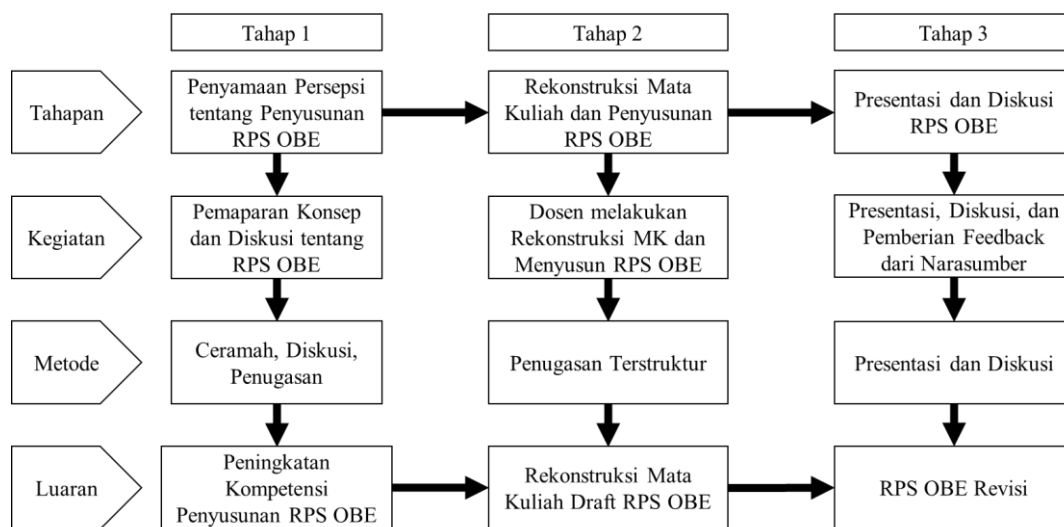 Tahap 1
Tahap 2
Tahap 3
Tahapan
Penyamaan Persepsi
tentang Penyusunan
RPS OBE
Rekonstruksi Mata
Kuliah dan Penyusunan
RPS OBE
Presentasi dan Diskusi
RPS OBE
Kegiatan
Pemaparan Konsep
dan Diskusi tentang
RPS OBE
Dosen melakukan
Rekonstruksi MK dan
Menyusun RPS OBE
Presentasi, Diskusi, dan
Pemberian Feedback
dari Narasumber
Metode
Ceramah, Diskusi,
Penugasan
Penugasan Terstruktur
Presentasi dan Diskusi
Luaran
Peningkatan
Kompetensi
Penyusunan RPS OBE
Rekonstruksi Mata
Kuliah Draft RPS OBE
RPS OBE Revisi